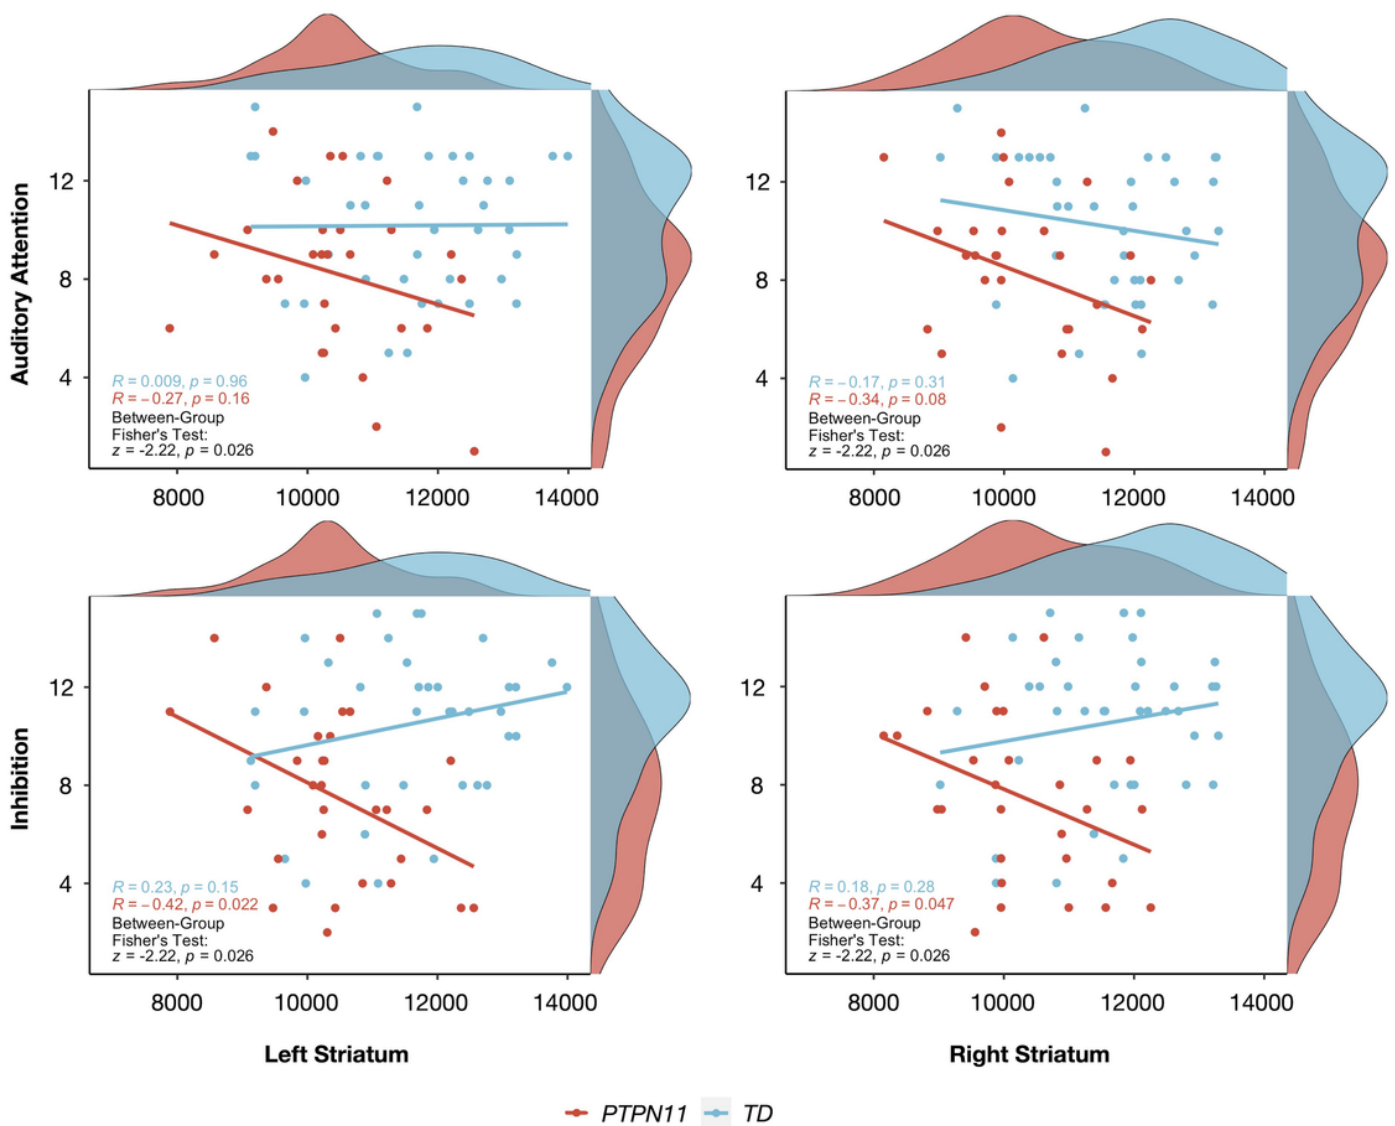 Auditory Attention
12
8
4
R = 0.009, p = 0.96
R = – 0.27, p = 0.16
Between-Group
Fisher's Test:
z = -2.22, p = 0.026
8000 10000 12000 14000
12
8
4
R = – 0.17, p = 0.31
R = – 0.34, p = 0.08
Between-Group
Fisher's Test:
z = -2.22, p = 0.026
8000 10000 12000 14000
Inhibition
12
8
4
R = 0.23, p = 0.15
R = – 0.42, p = 0.022
Between-Group
Fisher's Test:
z = -2.22, p = 0.026
8000 10000 12000 14000
Left Striatum
12
8
4
R = 0.18, p = 0.28
R = – 0.37, p = 0.047
Between-Group
Fisher's Test:
z = -2.22, p = 0.026
8000 10000 12000 14000
Right Striatum
PTPN11 TD